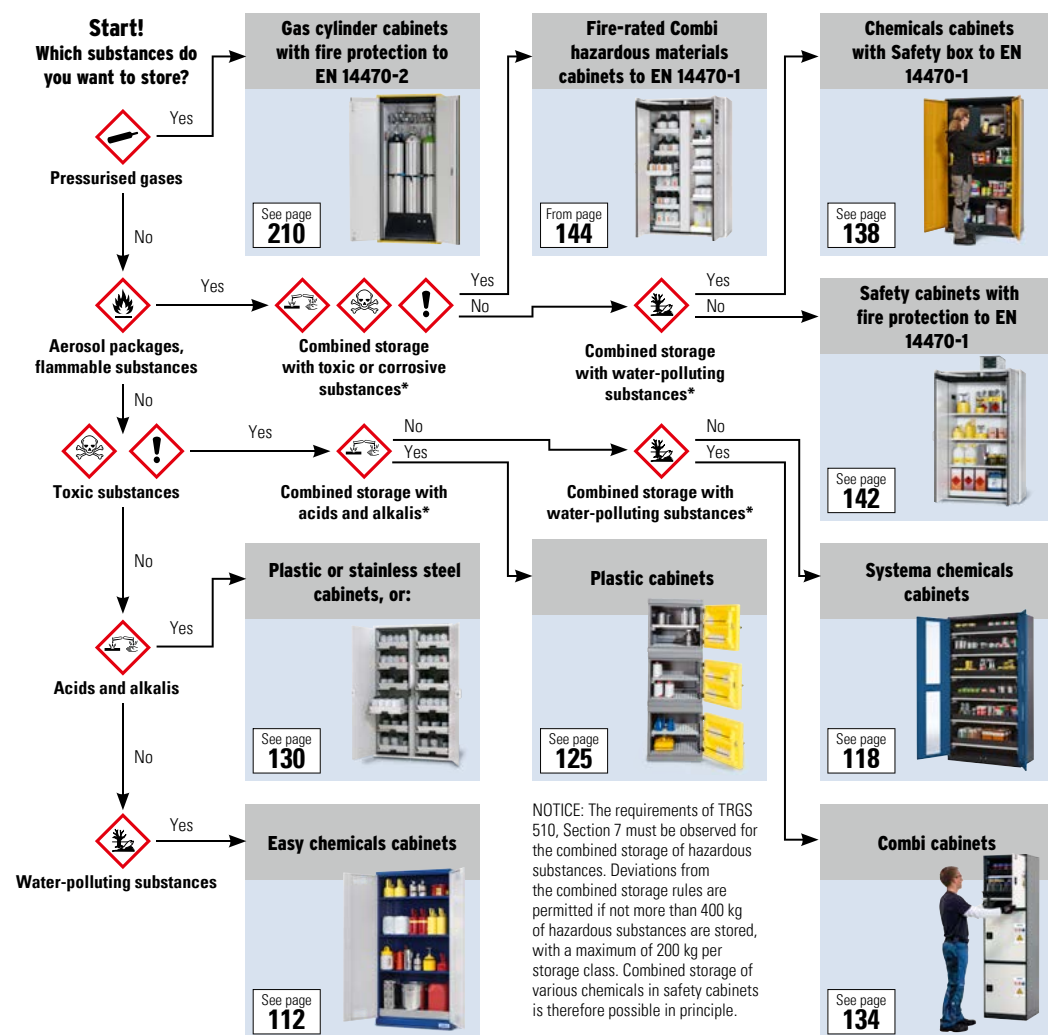 Start!
Which substances do
you want to store?
Yes
Pressurised gases
No
Gas cylinder cabinets
with fire protection to
EN 14470-2
See page
210
Fire-rated Combi
hazardous materials
cabinets to EN 14470-1
From page
144
Chemicals cabinets
with Safety box to EN
14470-1
See page
138
Yes
Aerosol packages,
flammable substances
No
Yes
No
Combined storage
with toxic or corrosive
substances*
Yes
No
Combined storage
with water-polluting
substances*
Safety cabinets with
fire protection to EN
14470-1
See page
142
Yes
Toxic substances
No
No
Yes
Combined storage with
acids and alkalis*
No
Yes
Combined storage with
water-polluting substances*
Yes
Acids and alkalis
No
Plastic or stainless steel
cabinets, or:
See page
130
Plastic cabinets
See page
125
Systema chemicals
cabinets
See page
118
Yes
Water-polluting substances
Easy chemicals cabinets
See page
112
NOTICE: The requirements of TRGS
510, Section 7 must be observed for
the combined storage of hazardous
substances. Deviations from
the combined storage rules are
permitted if not more than 400 kg
of hazardous substances are stored,
with a maximum of 200 kg per
storage class. Combined storage of
various chemicals in safety cabinets
is therefore possible in principle.
Combi cabinets
See page
134